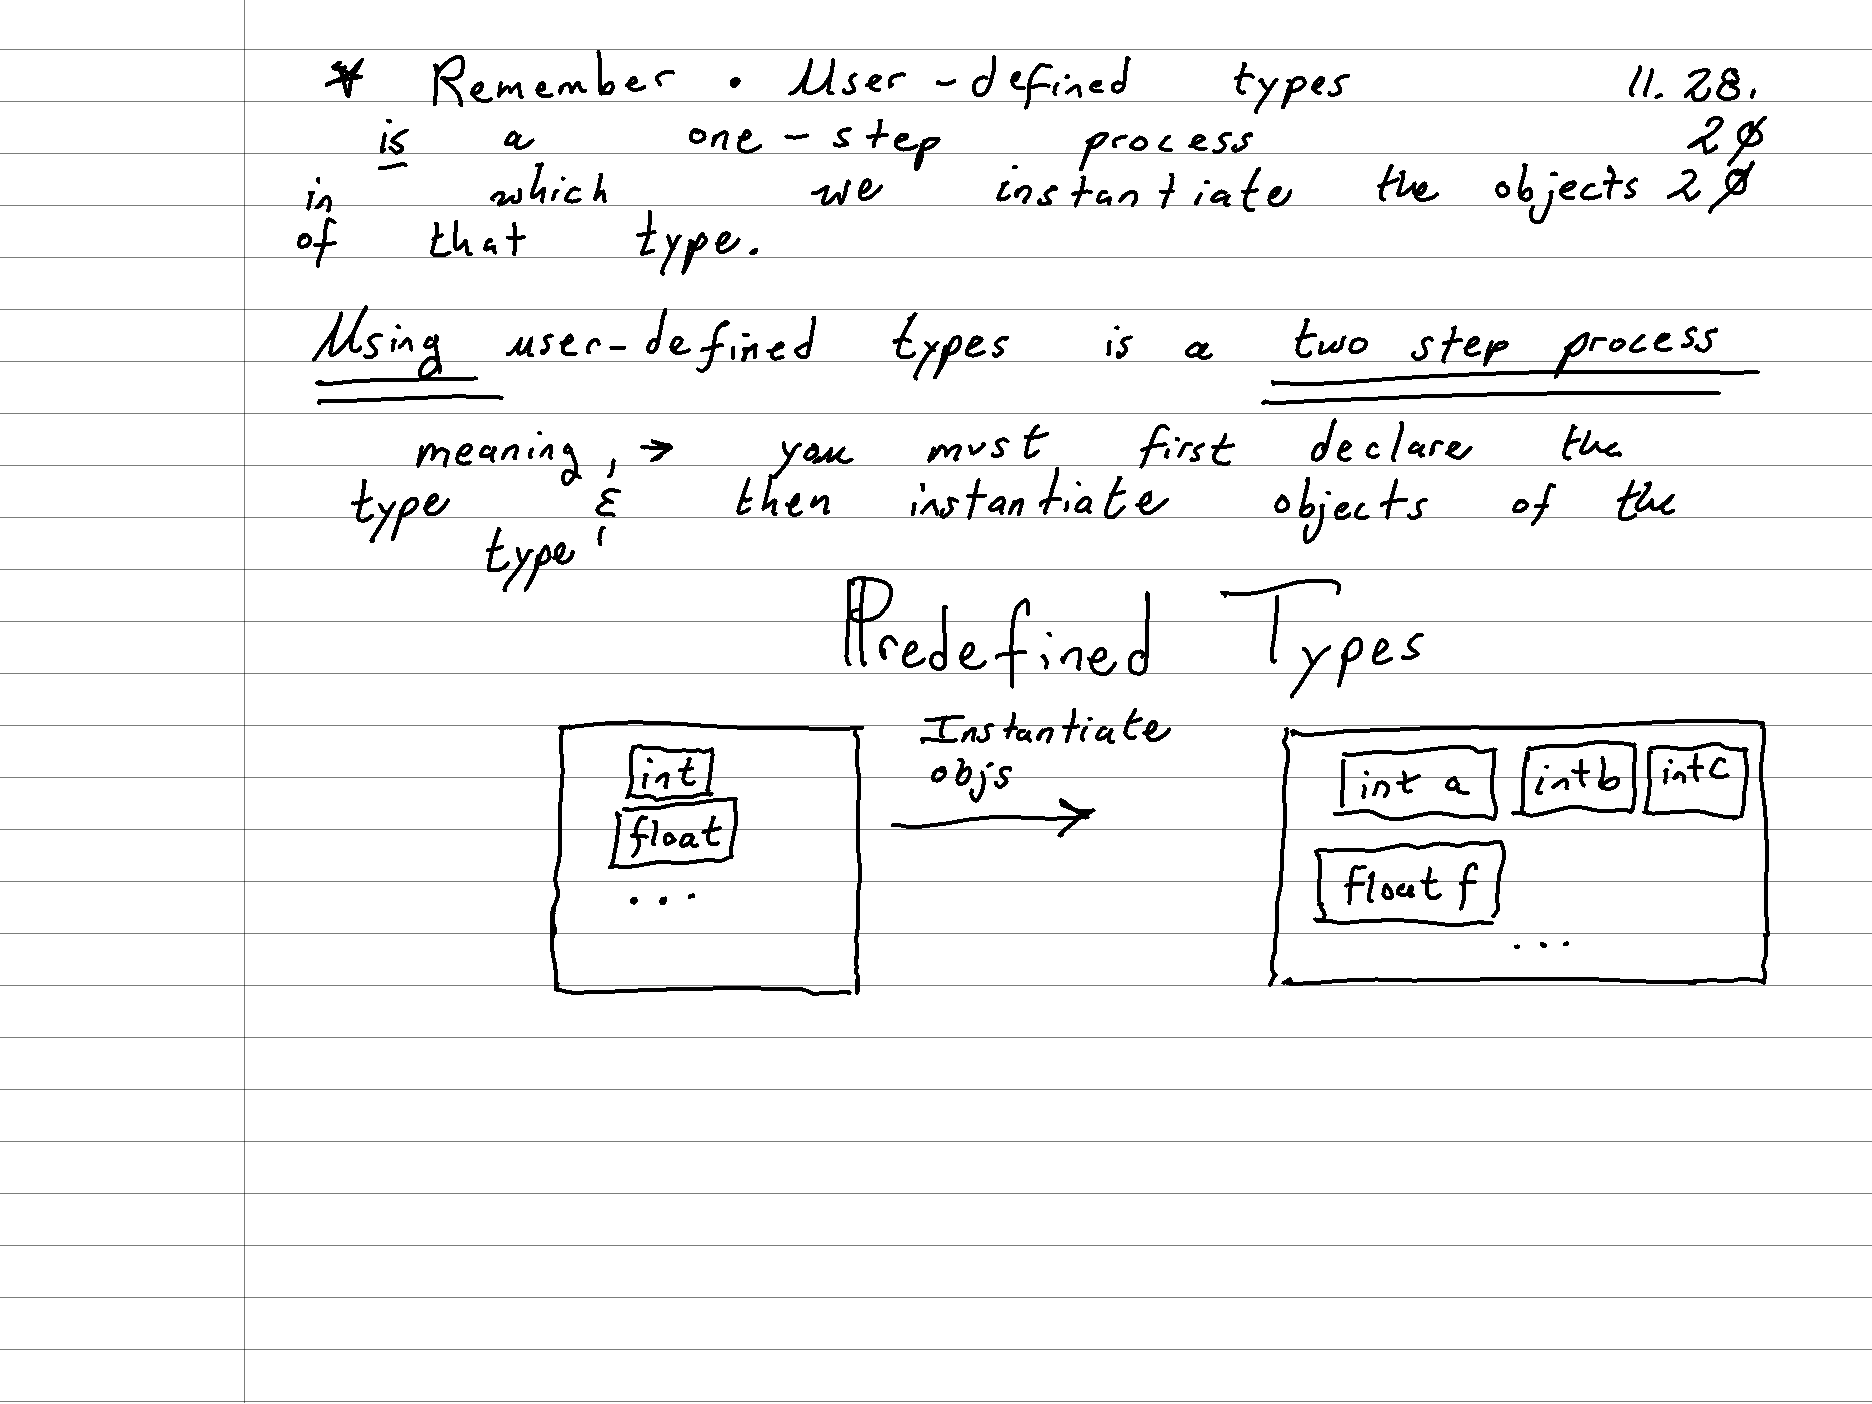 * Remember • User-defined types 11.28.
is a one-step process 2∅
in which we instantiate the objects 2∅
of that type.
Using user-defined types is a two step process
meaning, → you must first declare the
type & then instantiate objects of the
type
Predefined Types
Instantiate
objs
int
float
...
int a int b int c
float f
...